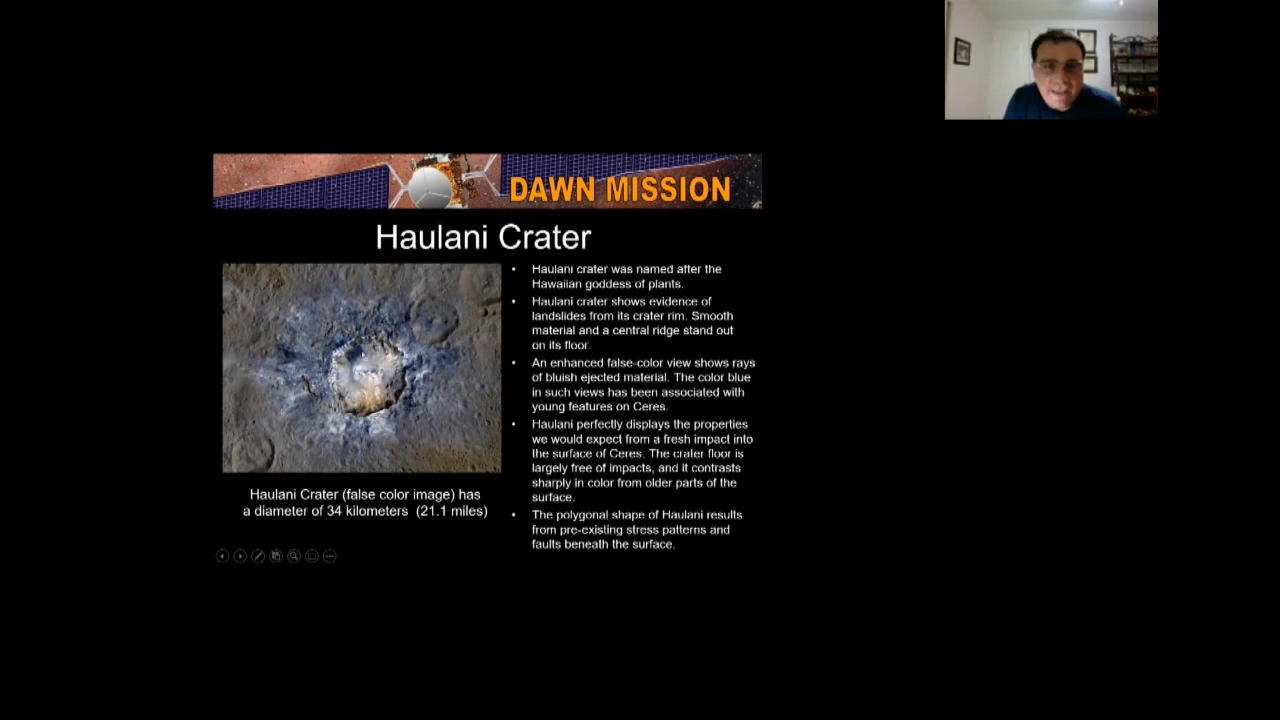 DAWN MISSION
Haulani Crater
• Haulani crater was named after the
Hawaiian goddess of plants.
• Haulani crater shows evidence of
landslides from its crater rim. Smooth
material and a central ridge stand out
on its floor.
• An enhanced false-color view shows rays
of bluish ejected material. The color blue
in such views has been associated with
young features on Ceres.
• Haulani perfectly displays the properties
we would expect from a fresh impact into
the surface of Ceres. The crater floor is
largely free of impacts, and it contrasts
sharply in color from older parts of the
surface.
• The polygonal shape of Haulani results
from pre-existing stress patterns and
faults beneath the surface.
Haulani Crater (false color image) has
a diameter of 34 kilometers (21.1 miles)